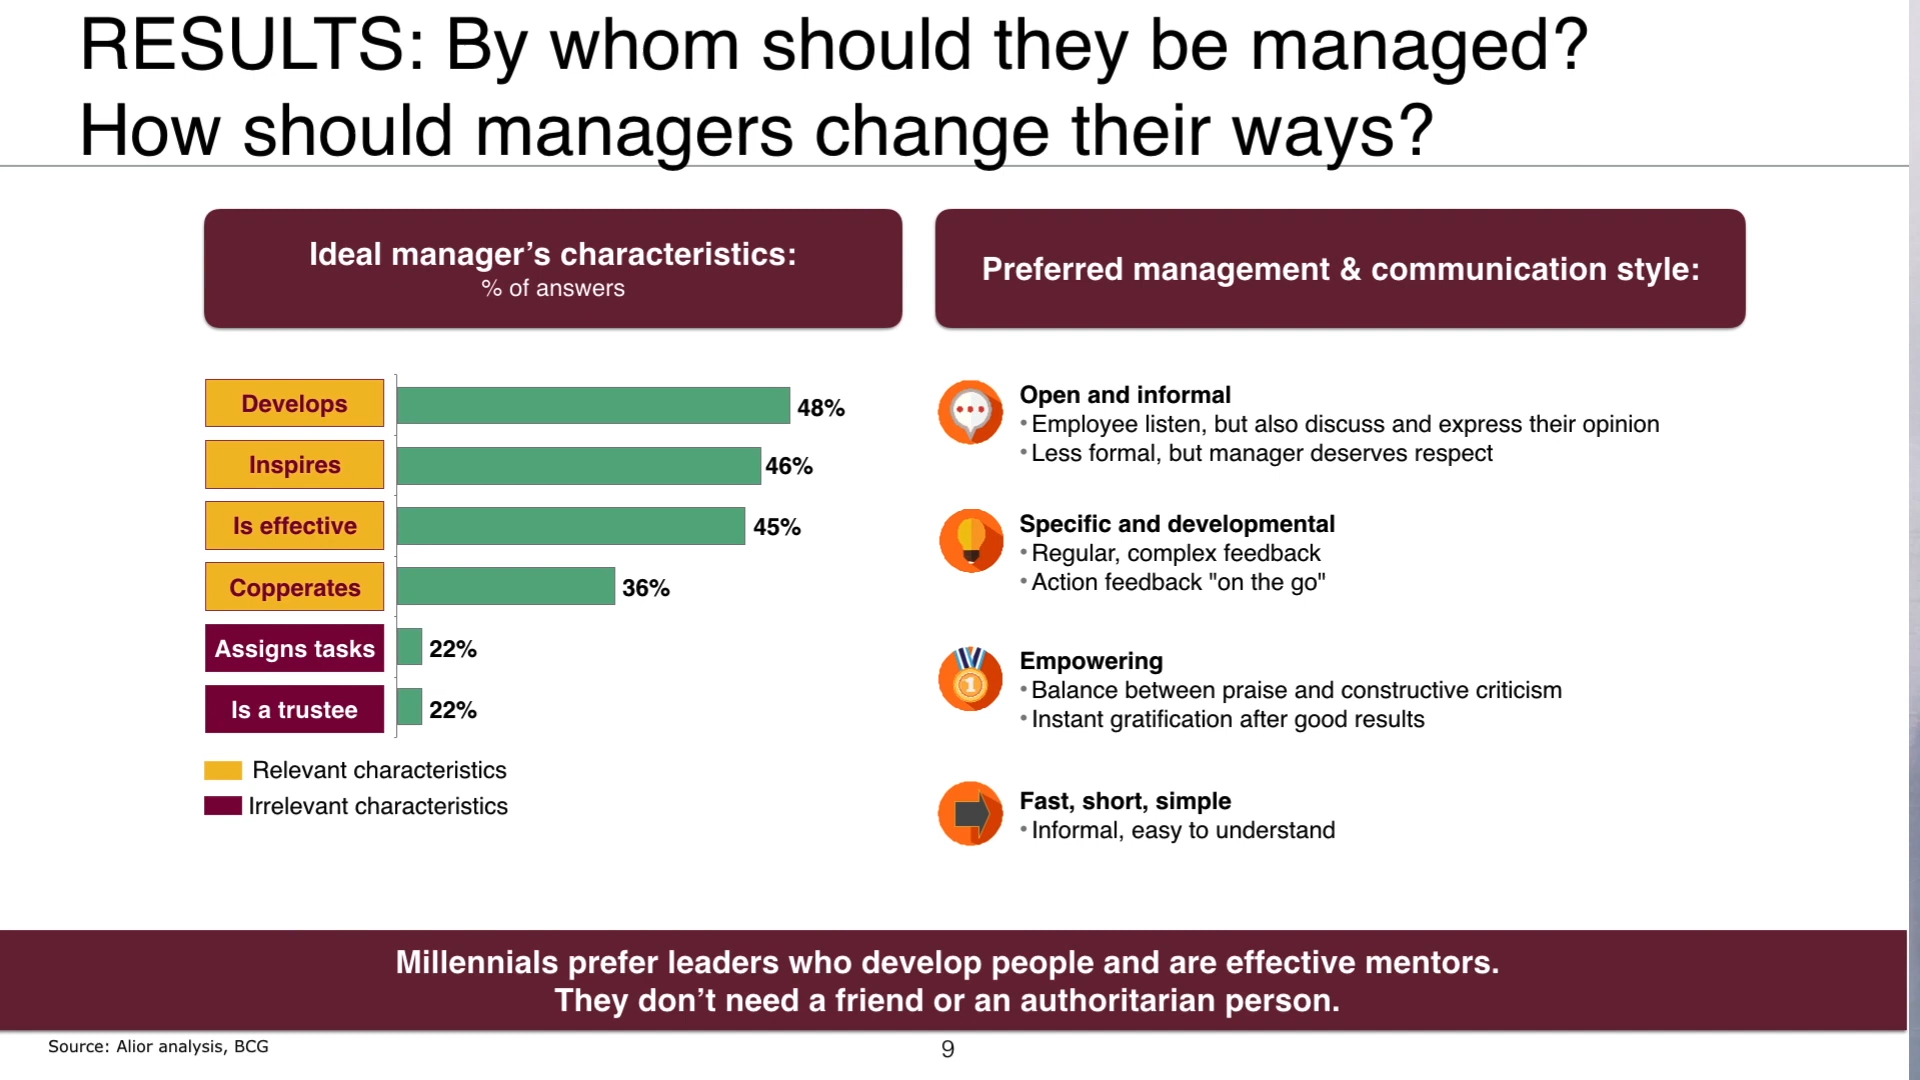 RESULTS: By whom should they be managed?
How should managers change their ways?
Ideal manager’s characteristics:
% of answers
Develops
48%
Inspires
46%
Is effective
45%
Copperates
36%
Assigns tasks
22%
Is a trustee
22%
Relevant characteristics
Irrelevant characteristics
Preferred management & communication style:
Open and informal
•Employee listen, but also discuss and express their opinion
•Less formal, but manager deserves respect
Specific and developmental
•Regular, complex feedback
•Action feedback "on the go"
1
Empowering
•Balance between praise and constructive criticism
•Instant gratification after good results
Fast, short, simple
•Informal, easy to understand
Millennials prefer leaders who develop people and are effective mentors.
They don’t need a friend or an authoritarian person.
Source: Alior analysis, BCG
9